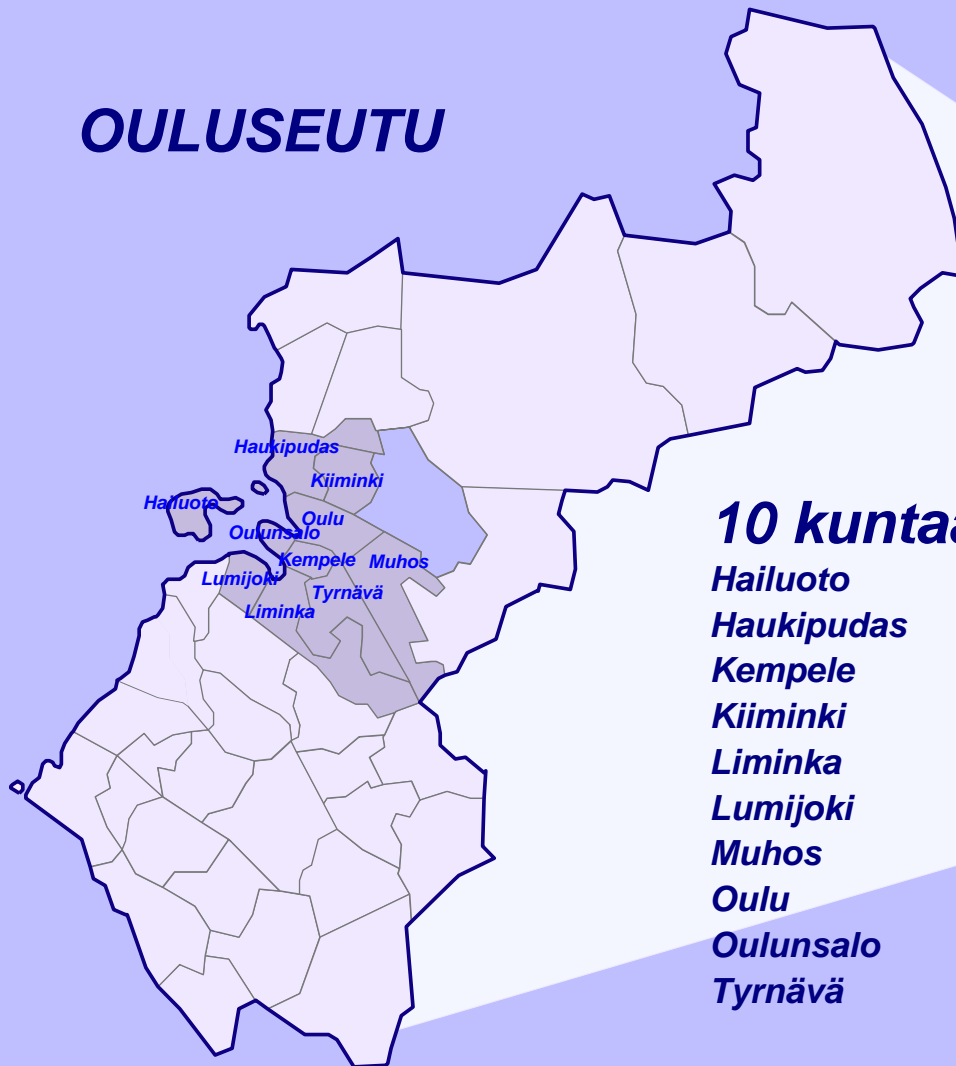 OULUSEUTU
Haukipudas
Kiiminki
Hailuoto
Oulu
Oulunsalo
Kempele
Muhos
Lumijoki
Tyrnävä
Liminka
10 kuntaa
Hailuoto
Haukipudas
Kempele
Kiiminki
Liminka
Lumijoki
Muhos
Oulu
Oulunsalo
Tyrnävä